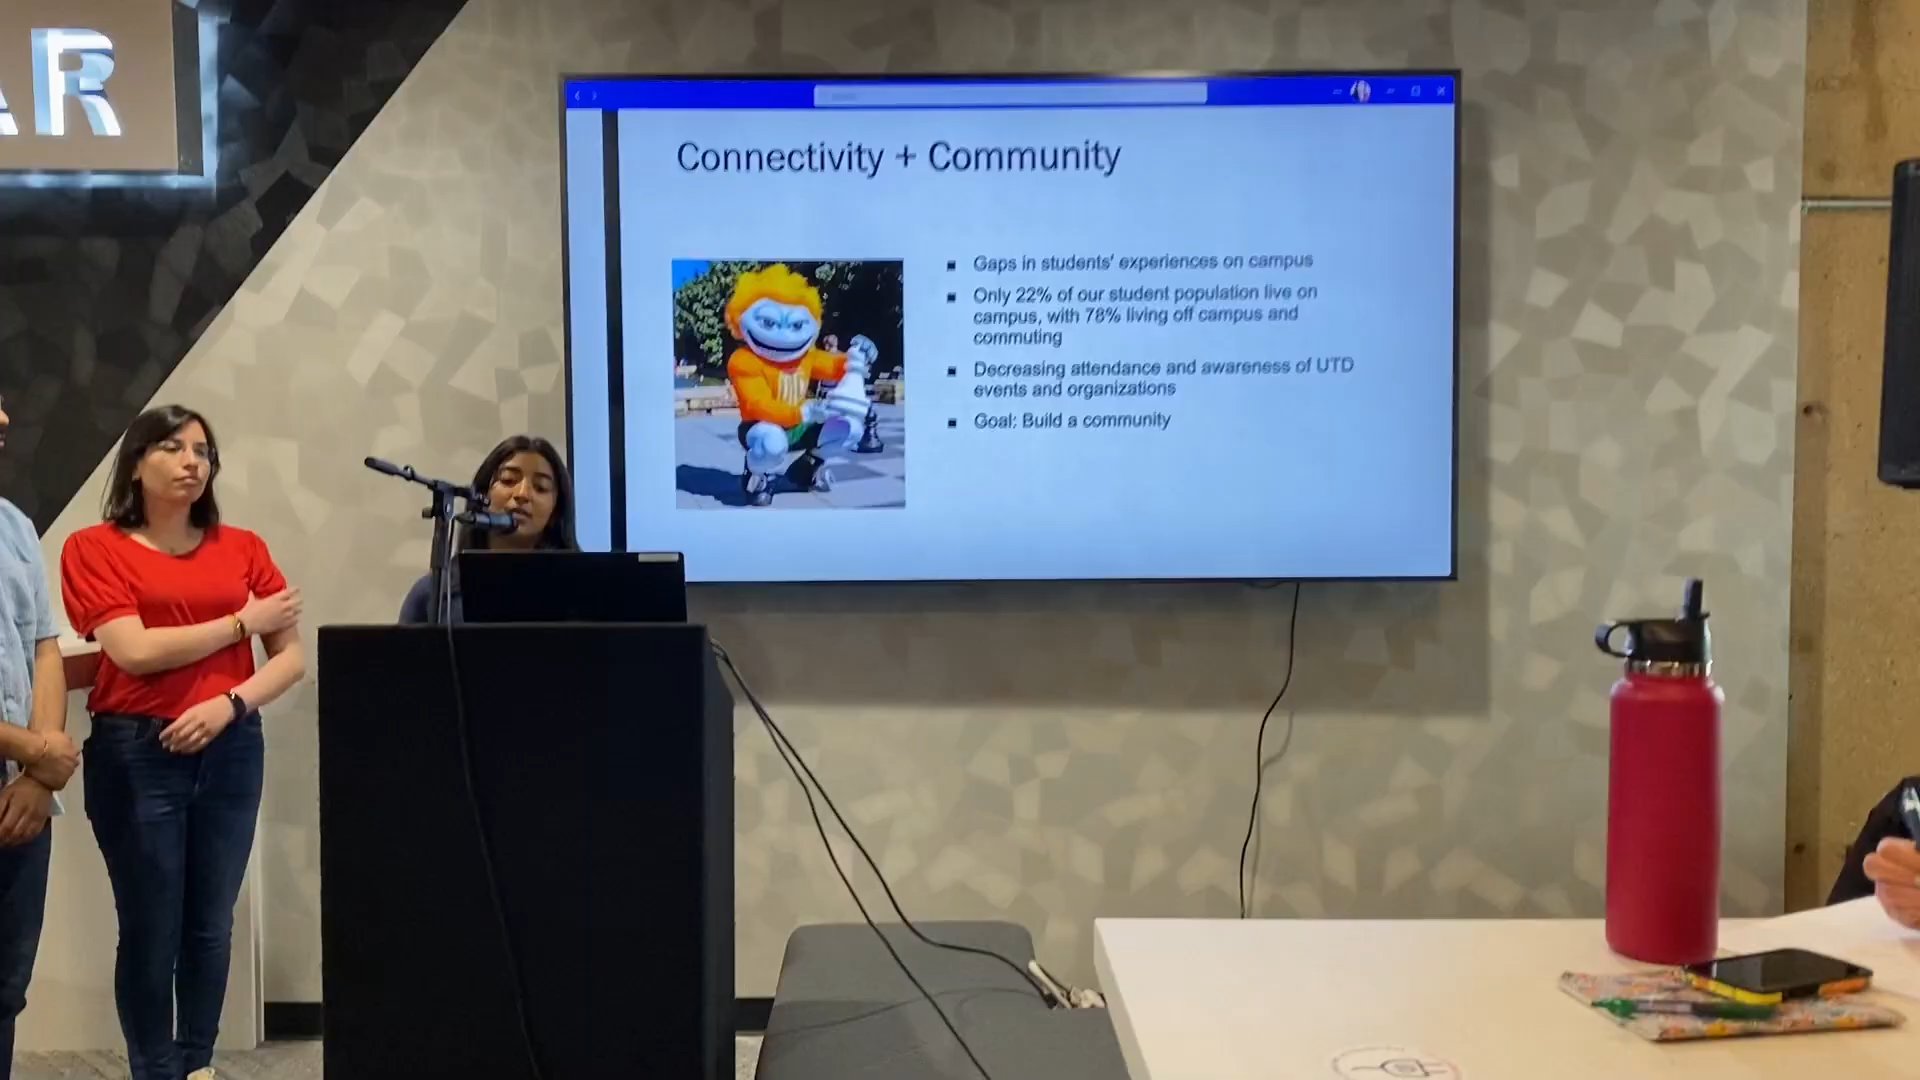 AR
Connectivity + Community
Gaps in students' experiences on campus
Only 22% of our student population live on
campus, with 78% living off campus and
commuting
Decreasing attendance and awareness of UTD
events and organizations
Goal: Build a community